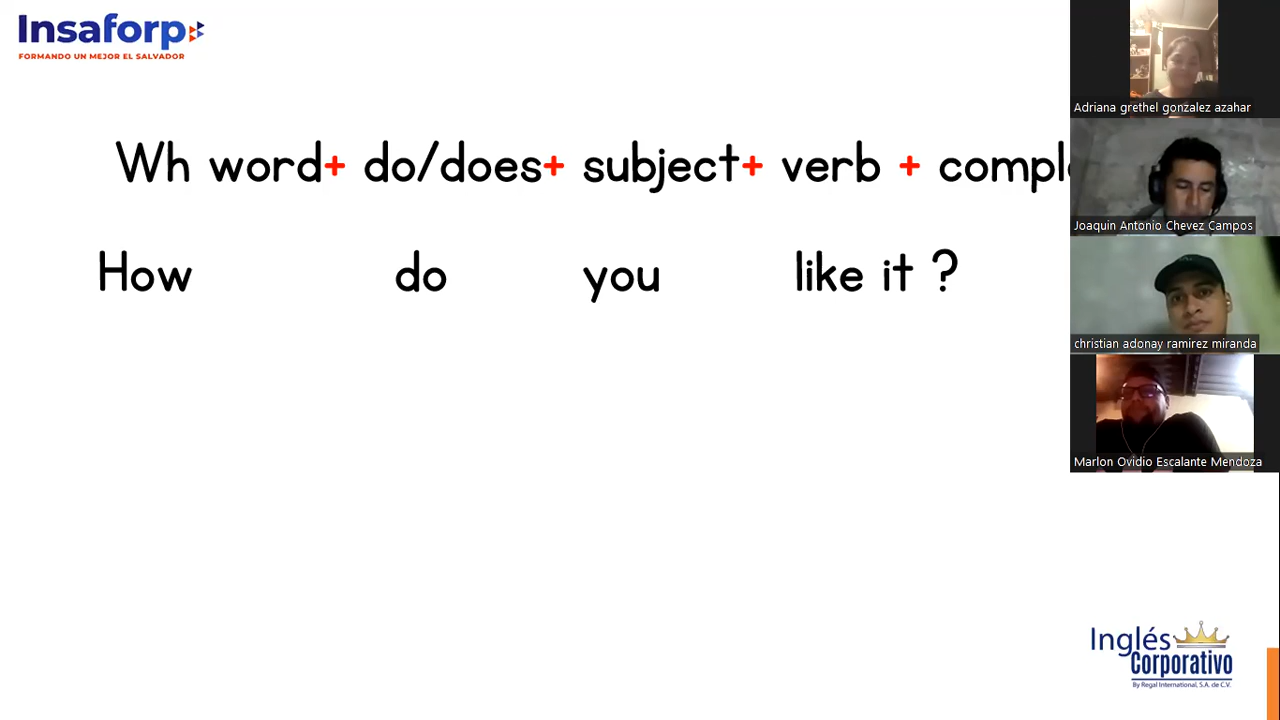 Insaforp
FORMANDO UN MEJOR EL SALVADOR
Wh word+ do/does+ subject+ verb + comple
How do you like it ?
Adriana grethel gonzalez azahar
Joaquin Antonio Chevez Campos
christian adonay ramirez miranda
Marlon Ovidio Escalante Mendoza
Inglés
Corporativo
By Regal International, S.A. de C.V.